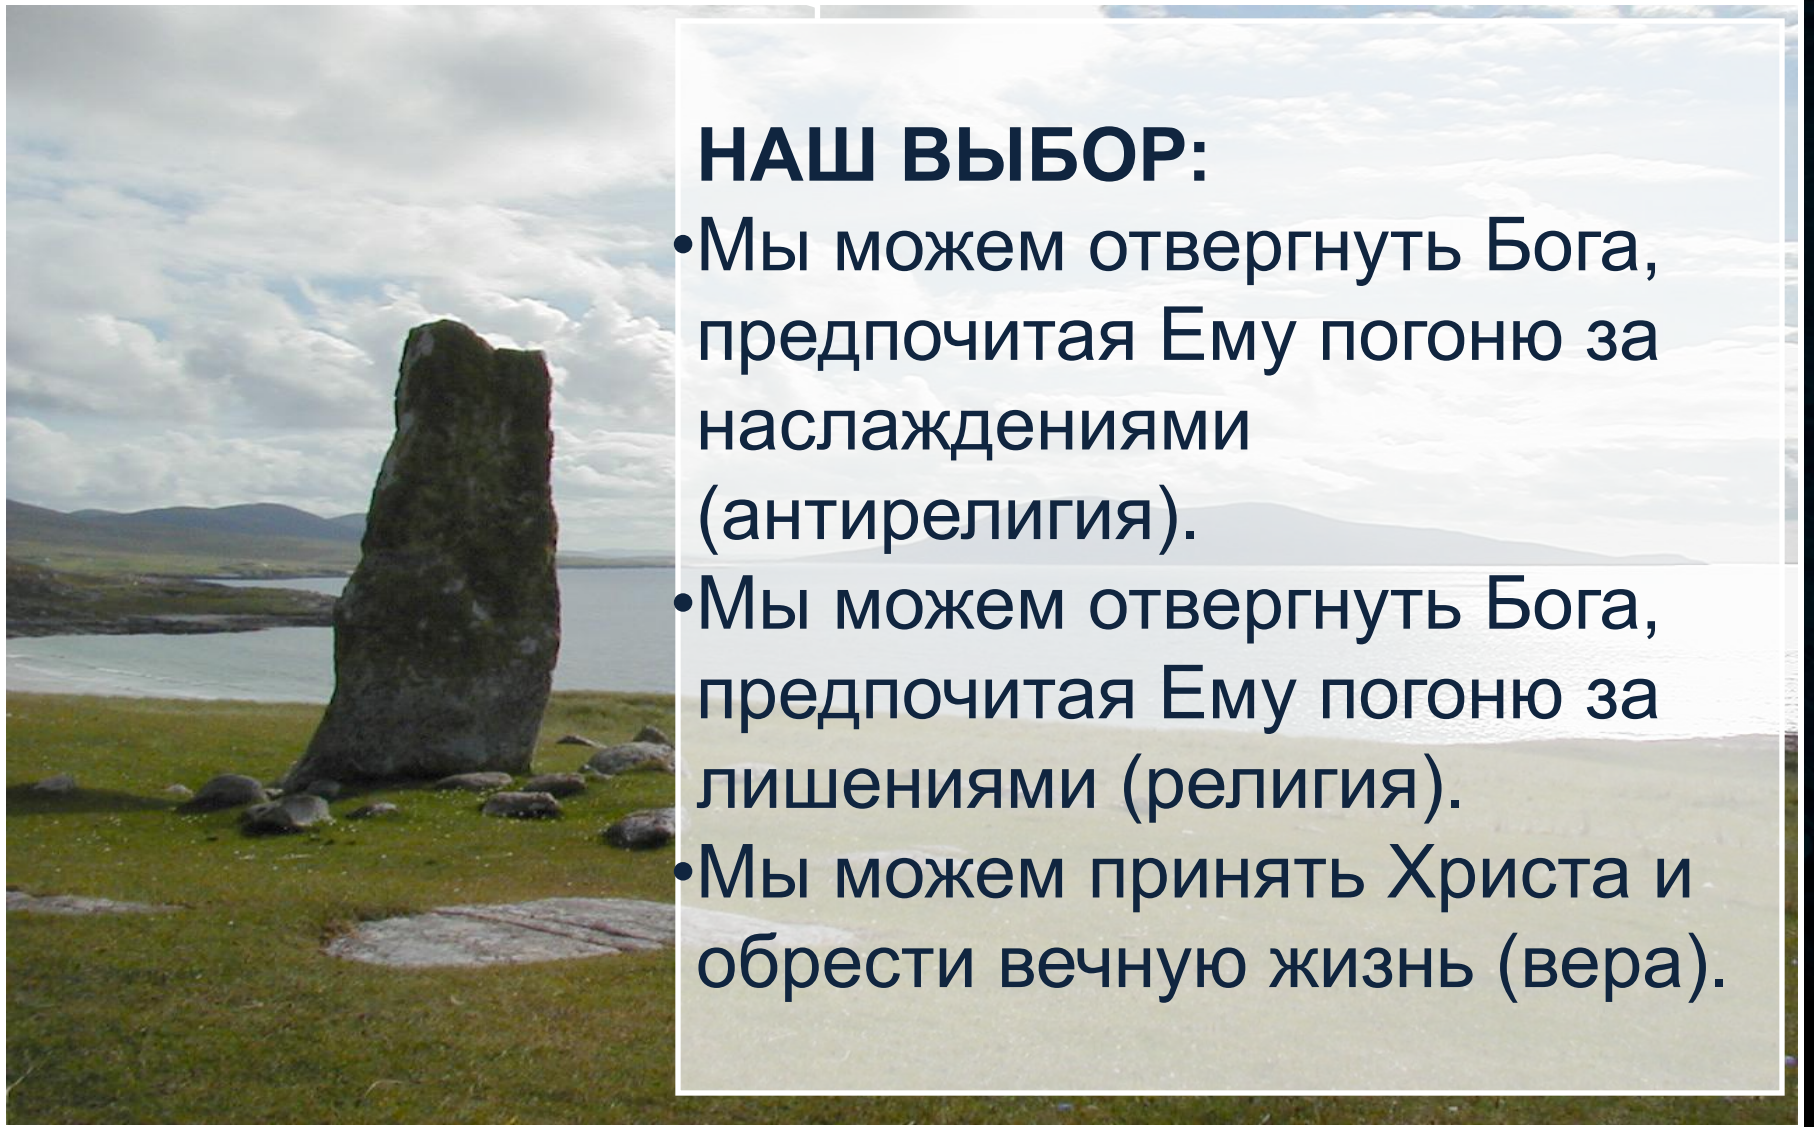 НАШ ВЫБОР:
•Мы можем отвергнуть Бога,
предпочитая Ему погоню за
наслаждениями
(антирелигия).
•Мы можем отвергнуть Бога,
предпочитая Ему погоню за
лишениями (религия).
•Мы можем принять Христа и
обрести вечную жизнь (вера).